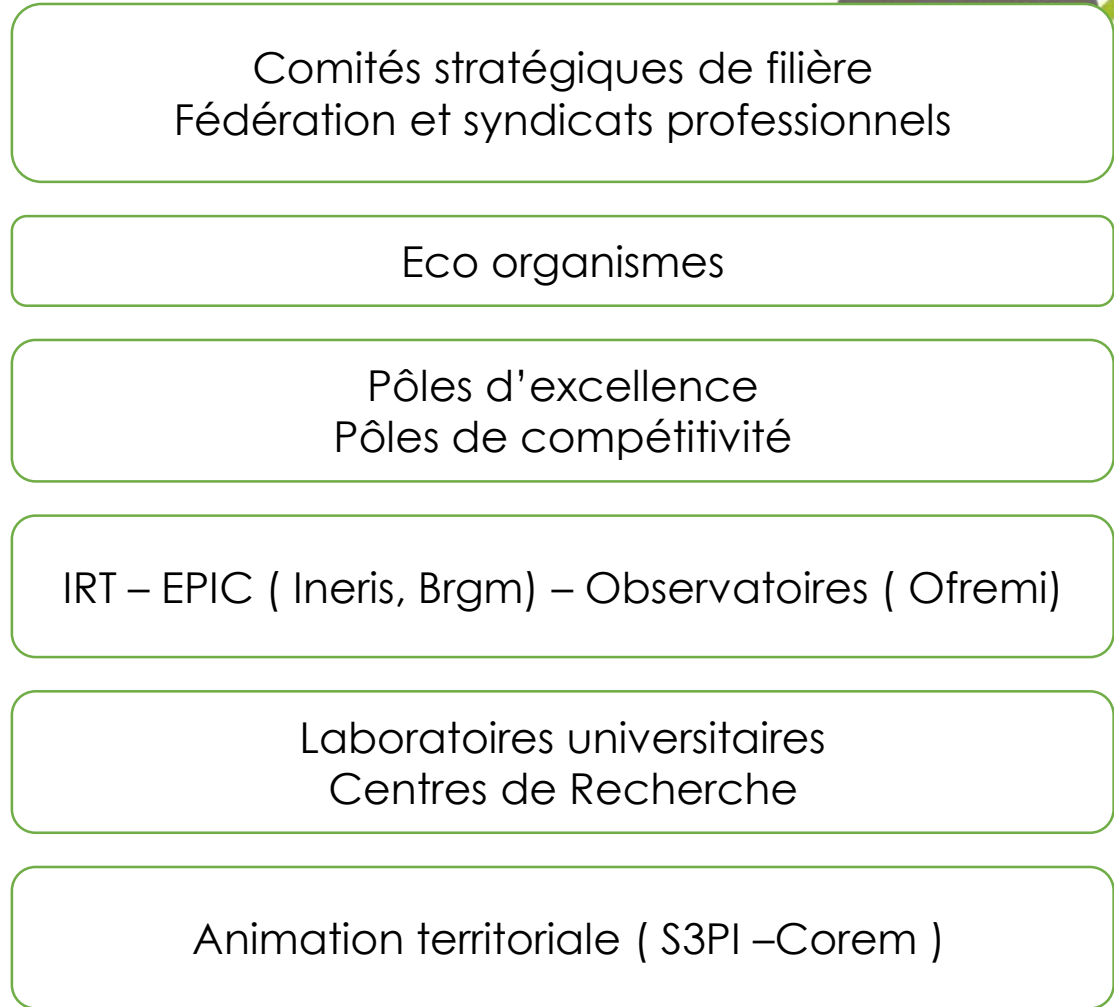 Comités stratégiques de filière
Fédération et syndicats professionnels
Eco organismes
Pôles d’excellence
Pôles de compétitivité
IRT – EPIC ( Ineris, Brgm) – Observatoires ( Ofremi)
Laboratoires universitaires
Centres de Recherche
Animation territoriale ( S3PI –Corem )